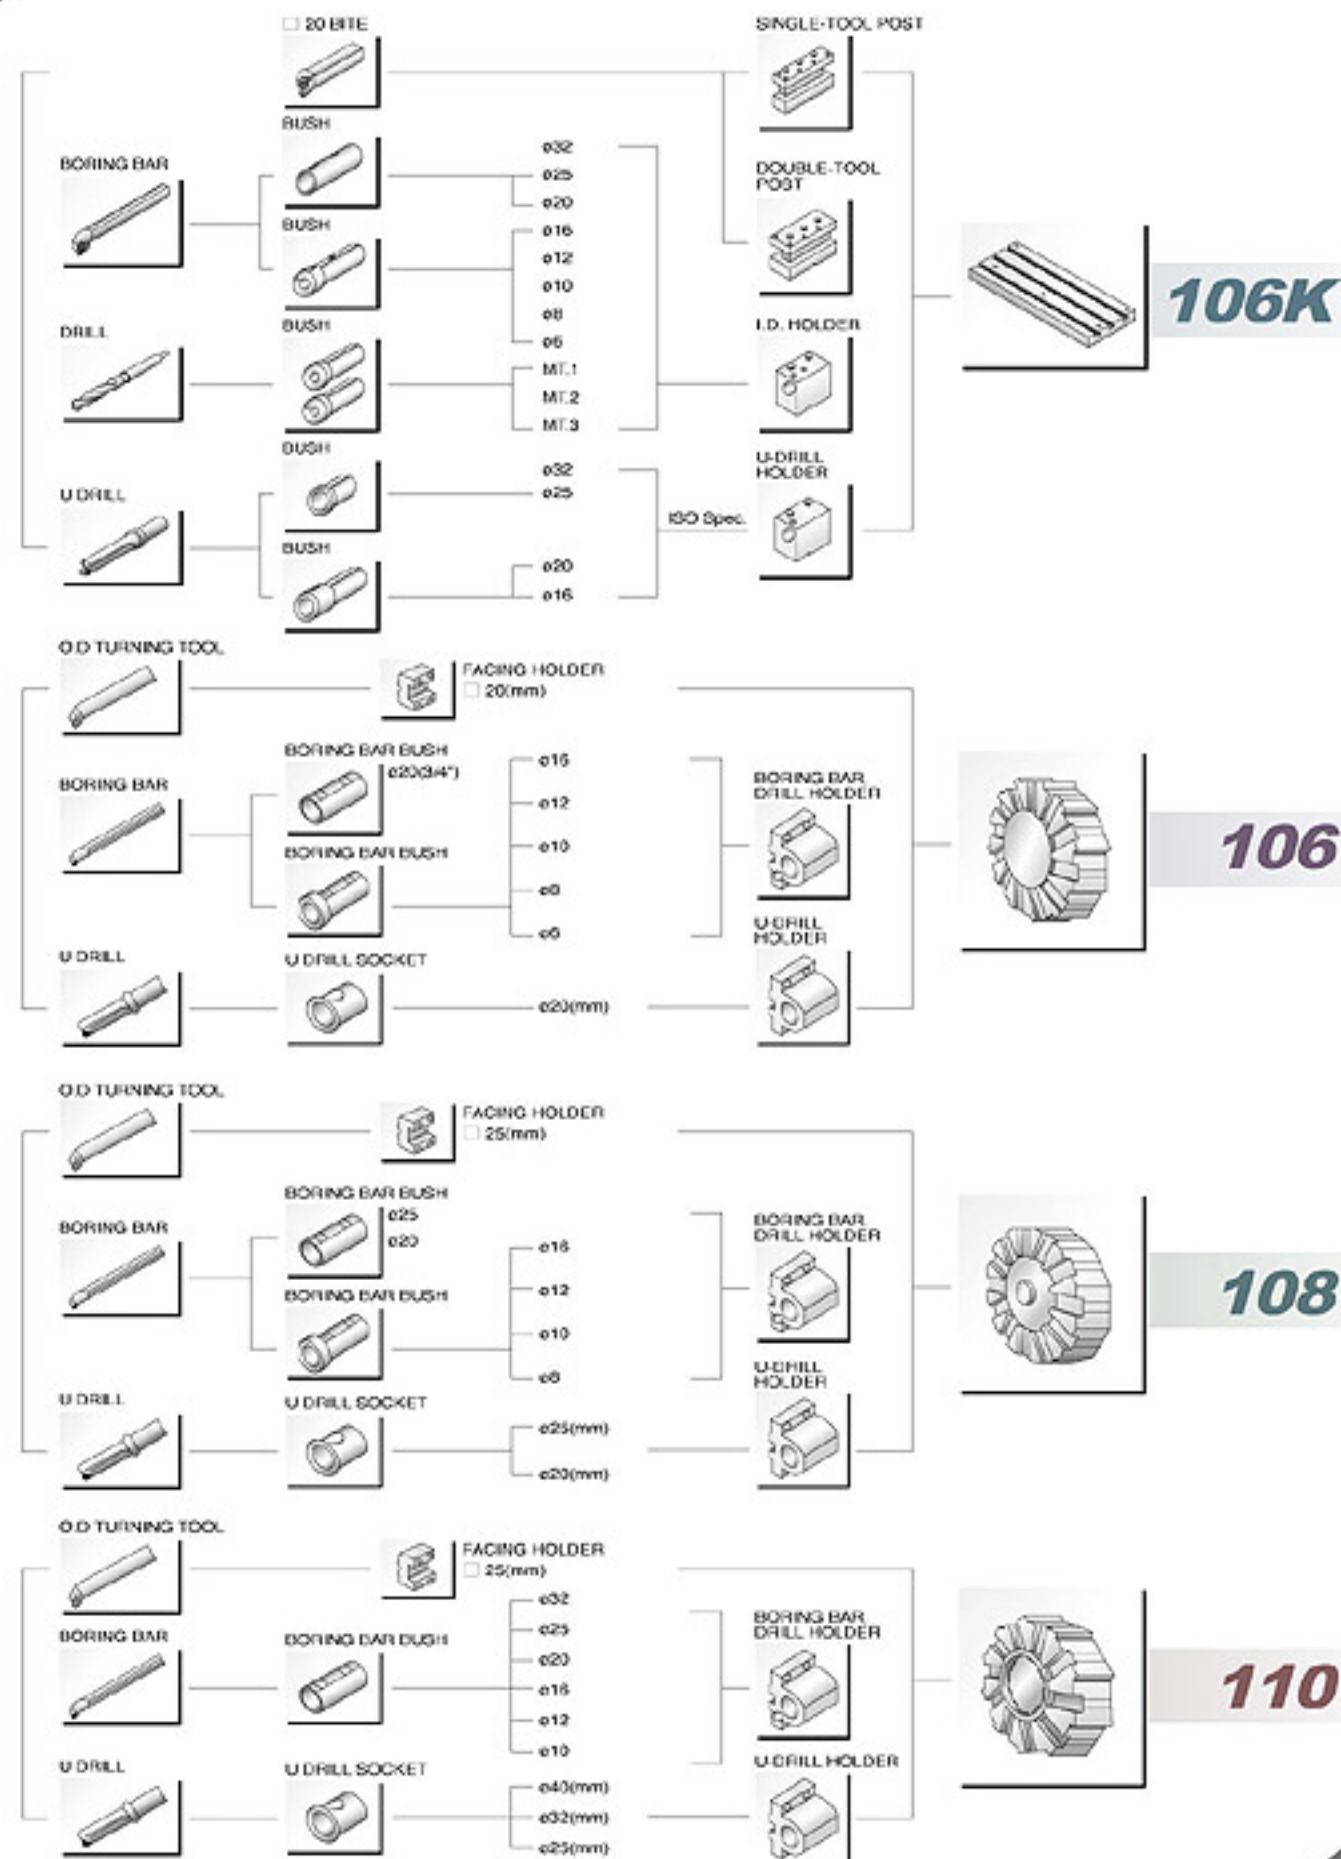 □ 20 BITE
SINGLE-TOOL POST
BUSH
BORING BAR
ø32
ø25
ø20
DOUBLE-TOOL
POST
BUSH
ø16
ø12
ø10
ø8
ø6
106K
DRILL
BUSH
I.D. HOLDER
MT.1
MT.2
MT.3
BUSH
U-DRILL
HOLDER
ø32
ø25
U DRILL
ISO Spec.
BUSH
ø20
ø16
O.D TURNING TOOL
FACING HOLDER
□ 20(mm)
BORING BAR BUSH
ø20(3/4")
BORING BAR
ø16
ø12
ø10
ø8
ø6
BORING BAR
DRILL HOLDER
106
BORING BAR BUSH
U-DRILL
HOLDER
U DRILL
U DRILL SOCKET
ø20(mm)
O.D TURNING TOOL
FACING HOLDER
□ 25(mm)
BORING BAR BUSH
ø25
ø20
BORING BAR
BORING BAR
DRILL HOLDER
ø16
ø12
ø10
ø8
108
BORING BAR BUSH
U-DRILL
HOLDER
U DRILL
U DRILL SOCKET
ø25(mm)
ø20(mm)
O.D TURNING TOOL
FACING HOLDER
□ 25(mm)
ø32
ø25
ø20
ø16
ø12
ø10
BORING BAR
BORING BAR BUSH
BORING BAR
DRILL HOLDER
110
U DRILL
U DRILL SOCKET
U-DRILL HOLDER
ø40(mm)
ø32(mm)
ø25(mm)